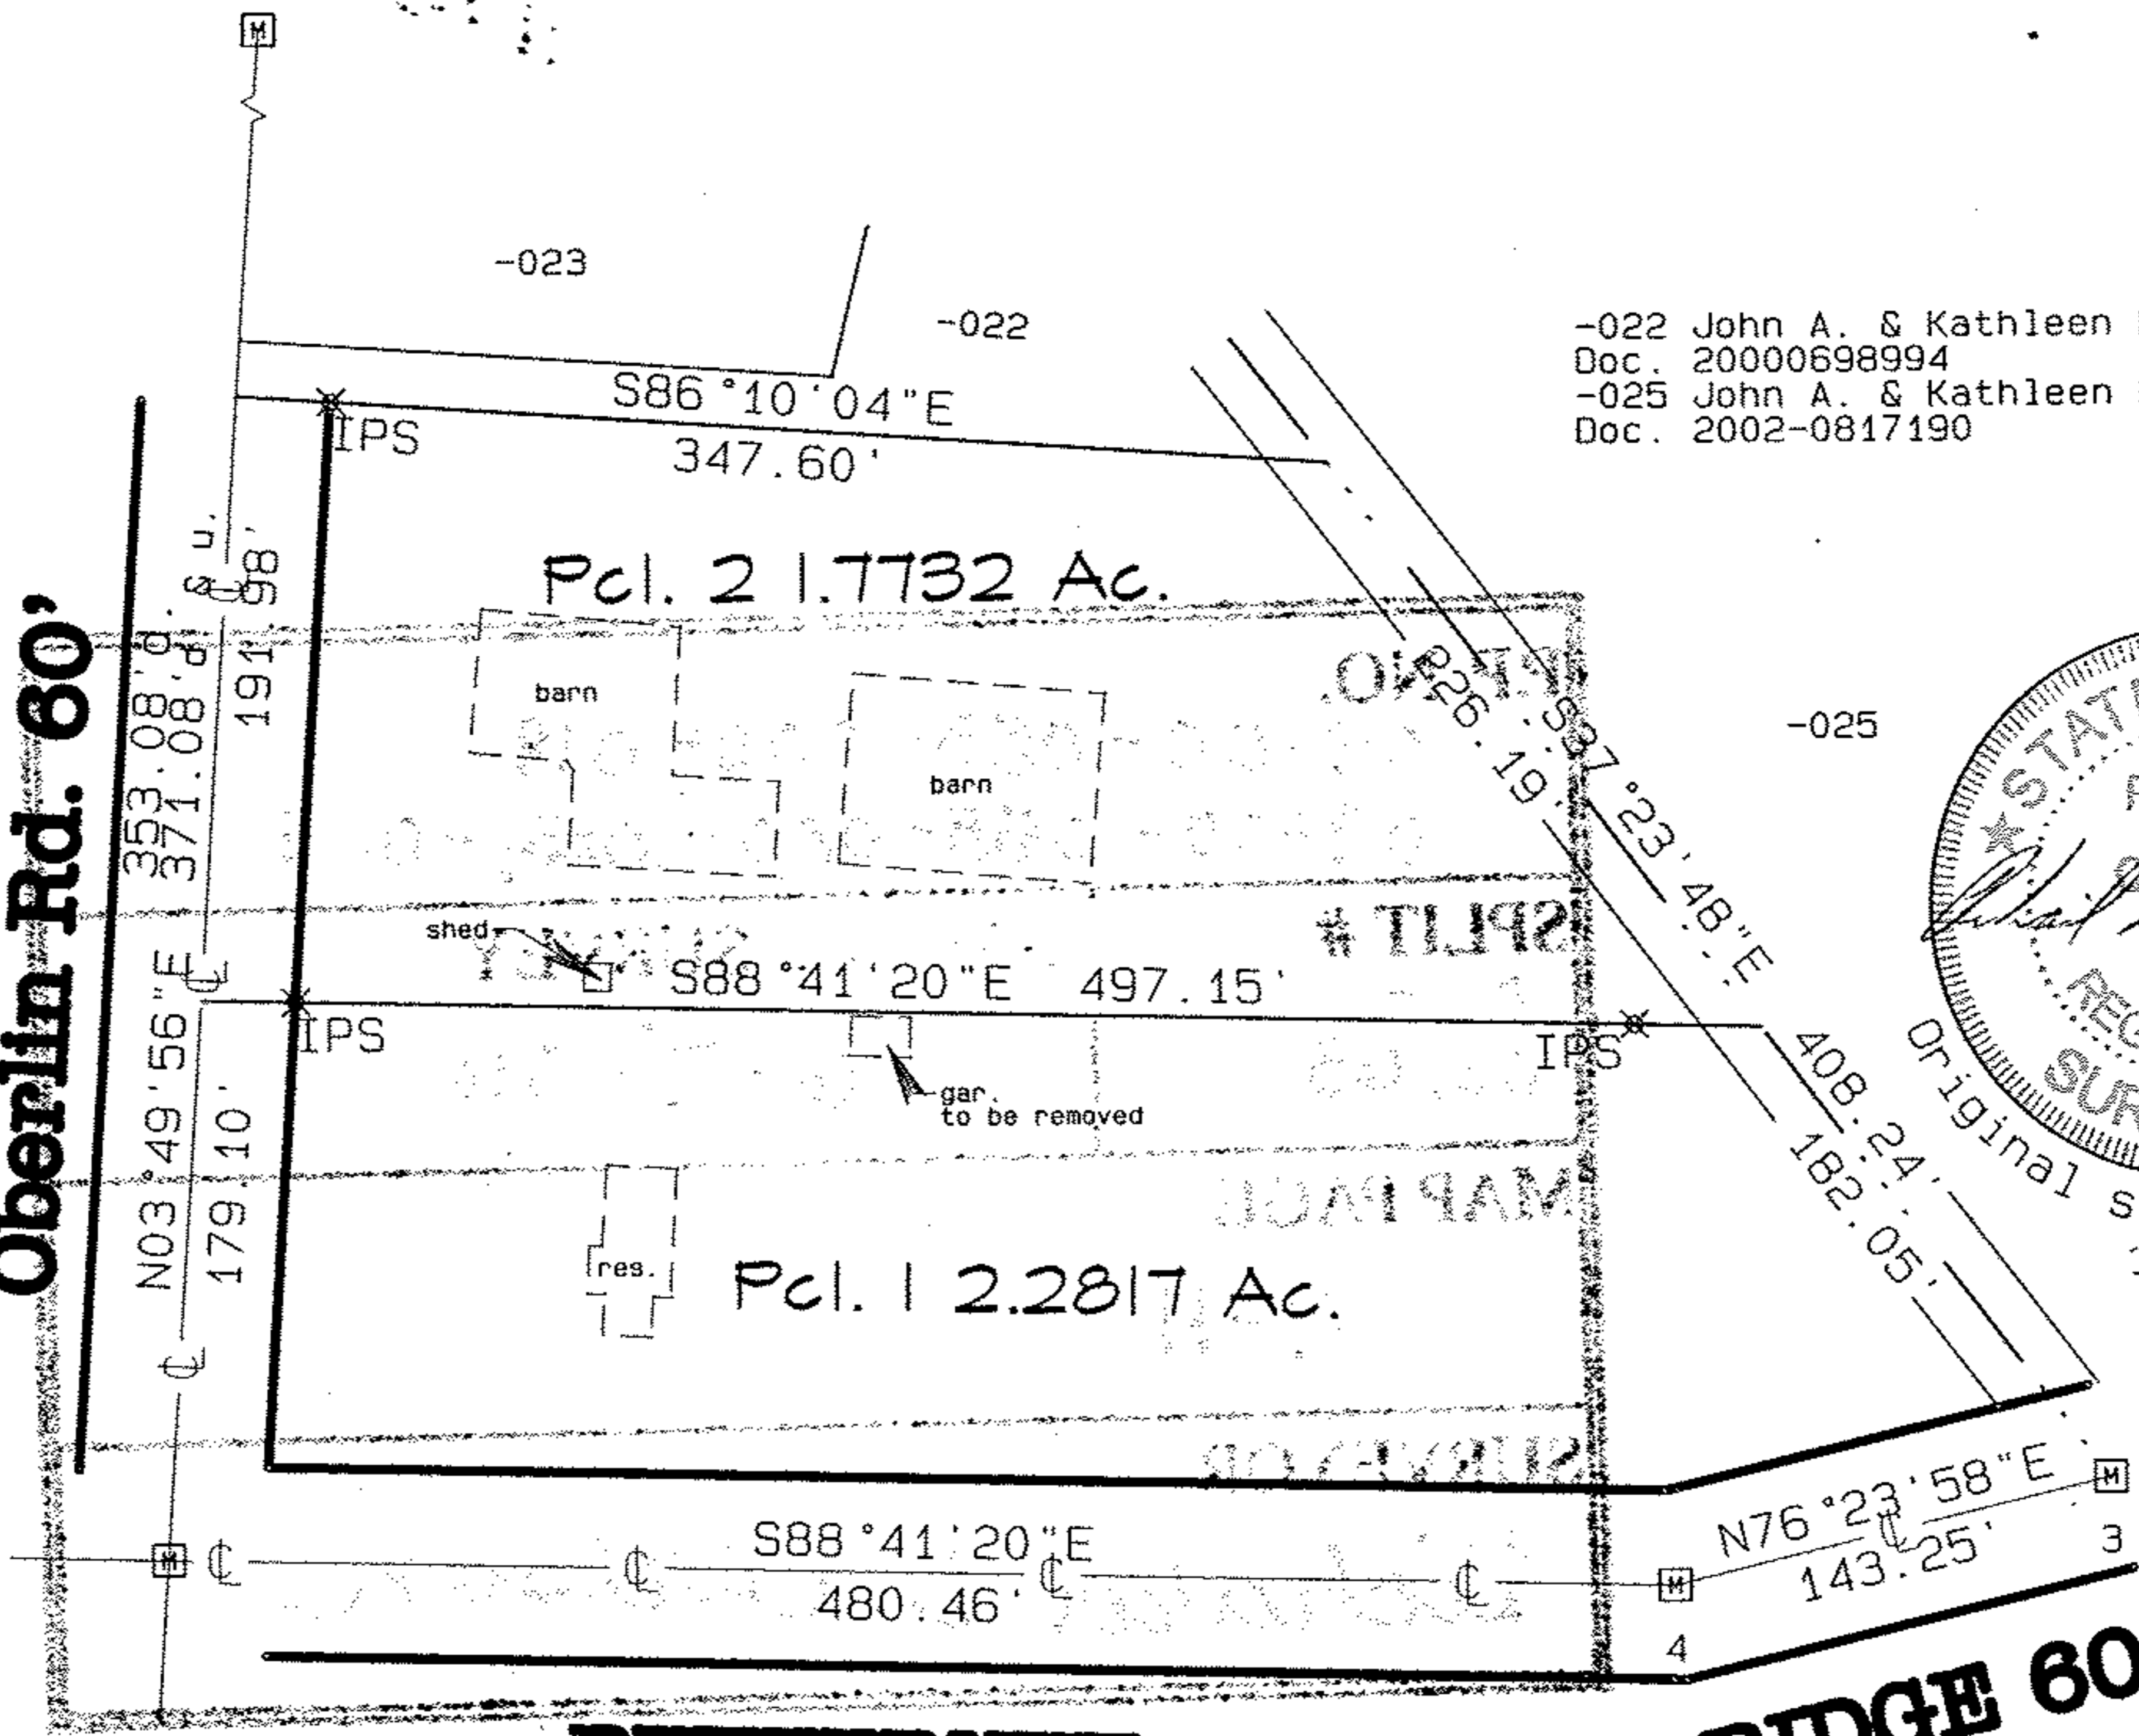 M
-023
-022
-022 John A. & Kathleen
Doc. 20000698994
-025 John A. & Kathleen
Doc. 2002-0817190
S86°10'04"E
347.60'
IPS
Pcl. 2 1.7732 Ac.
Oberlin Rd. 60'
353.08'd.
371.08'd. & u.
191.98'
barn
barn
226.19'
S37°23'48"E
408.24'
-025
REF NO.
SPLIT #
shed
S88°41'20"E 497.15'
IPS
IPS
gar.
to be removed
N03°49'56"E
179.10'
MAP PAGE
182.05'
res.
Pcl. 1 2.2817 Ac.
SURVEYOR
Original
N76°23'58"E
143.25'
M
3
S88°41'20"E
480.46'
M
M
4
RIDGE 60